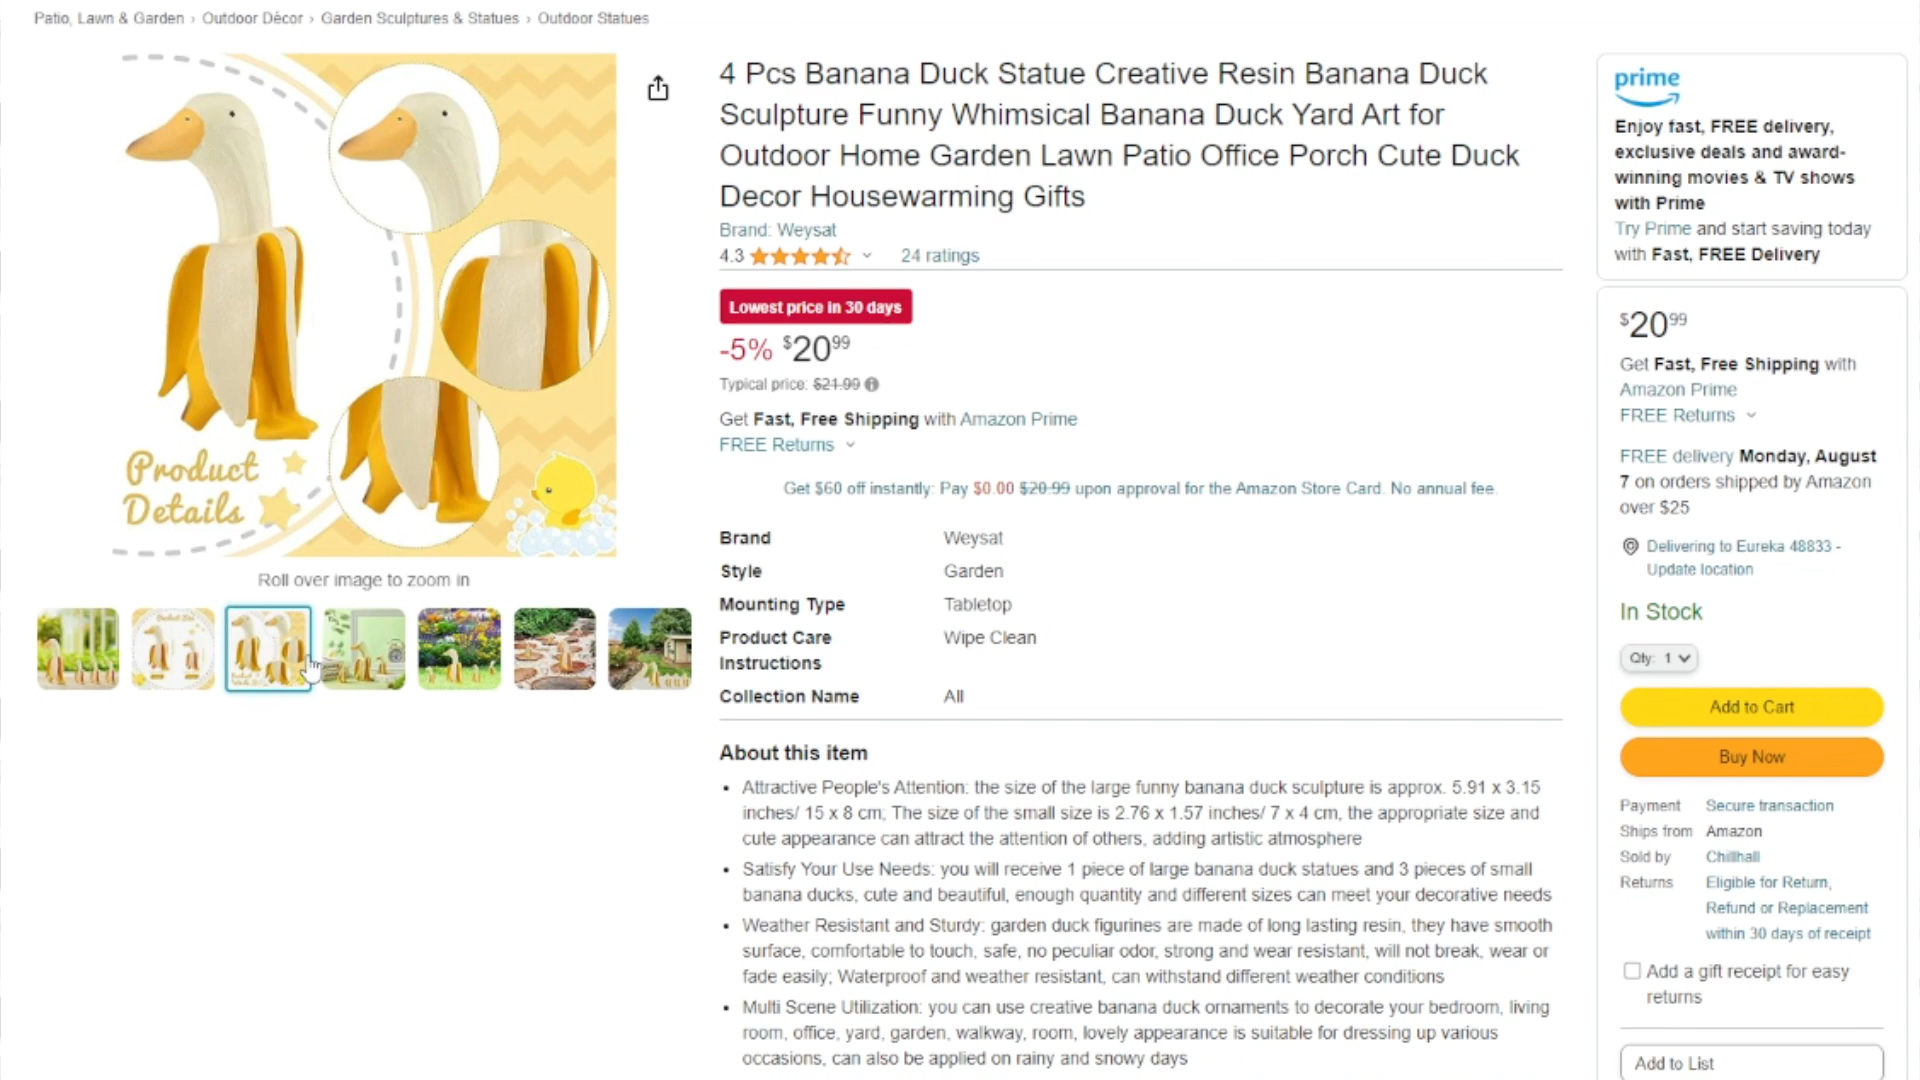 Patio, Lawn & Garden › Outdoor Décor › Garden Sculptures & Statues › Outdoor Statues
Product
Details
Roll over image to zoom in
4 Pcs Banana Duck Statue Creative Resin Banana Duck
Sculpture Funny Whimsical Banana Duck Yard Art for
Outdoor Home Garden Lawn Patio Office Porch Cute Duck
Decor Housewarming Gifts
Brand: Weysat
4.3 24 ratings
Lowest price in 30 days
-5% $20.99
Typical price: $21.99
Get Fast, Free Shipping with Amazon Prime
FREE Returns
Get $60 off instantly: Pay $0.00 $20.99 upon approval for the Amazon Store Card. No annual fee.
Brand Weysat
Style Garden
Mounting Type Tabletop
Product Care Wipe Clean
Instructions
Collection Name All
About this item
• Attractive People's Attention: the size of the large funny banana duck sculpture is approx. 5.91 x 3.15
inches/ 15 x 8 cm; The size of the small size is 2.76 x 1.57 inches/ 7 x 4 cm, the appropriate size and
cute appearance can attract the attention of others, adding artistic atmosphere
• Satisfy Your Use Needs: you will receive 1 piece of large banana duck statues and 3 pieces of small
banana ducks, cute and beautiful, enough quantity and different sizes can meet your decorative needs
• Weather Resistant and Sturdy: garden duck figurines are made of long lasting resin, they have smooth
surface, comfortable to touch, safe, no peculiar odor, strong and wear resistant, will not break, wear or
fade easily; Waterproof and weather resistant, can withstand different weather conditions
• Multi Scene Utilization: you can use creative banana duck ornaments to decorate your bedroom, living
room, office, yard, garden, walkway, room, lovely appearance is suitable for dressing up various
occasions, can also be applied on rainy and snowy days
prime
Enjoy fast, FREE delivery,
exclusive deals and award-
winning movies & TV shows
with Prime
Try Prime and start saving today
with Fast, FREE Delivery
$20.99
Get Fast, Free Shipping with
Amazon Prime
FREE Returns
FREE delivery Monday, August
7 on orders shipped by Amazon
over $25
Delivering to Eureka 48833 -
Update location
In Stock
Qty: 1
Add to Cart
Buy Now
Payment Secure transaction
Ships from Amazon
Sold by Chillhall
Returns Eligible for Return,
Refund or Replacement
within 30 days of receipt
Add a gift receipt for easy
returns
Add to List